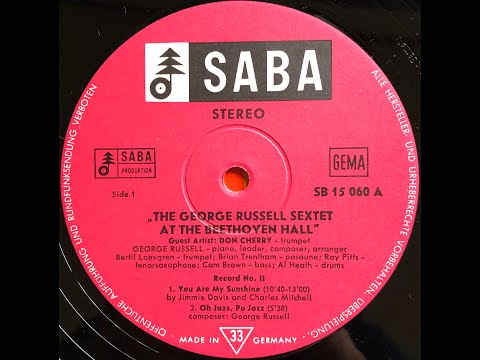 SABA
STEREO
SABA
PRODUKTION
GEMA
Side 1
SB 15 060 A
„THE GEORGE RUSSELL SEXTET
AT THE BEETHOVEN HALL"
Guest Artist: DON CHERRY - trumpet
GEORGE RUSSELL - piano, leader, composer, arranger
Bertil Loevgren - trumpet; Brian Trentham - posaune; Ray Pitts -
tenorsaxophone; Cam Brown - bass; Al Heath - drums
Record No. II
1. You Are My Sunshine (10'40-13'00)
by Jimmie Davis and Charles Mitchell
2. Oh Jazz, Po Jazz (5'38)
composer: George Russell
MADE IN 33 GERMANY
ALLE HERSTELLER- UND URHEBERRECHTE VORBEHALTEN. ÜBERSPIELUNG,
ÖFFENTLICHE AUFFÜHRUNG UND RUNDFUNKSENDUNG VERBOTEN